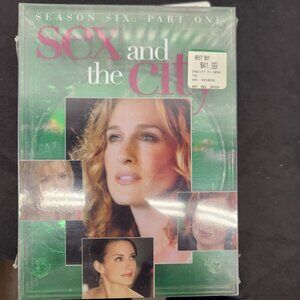 SEASON SIX: PART ONE
sex and
the city
BEST BUY
$41.99